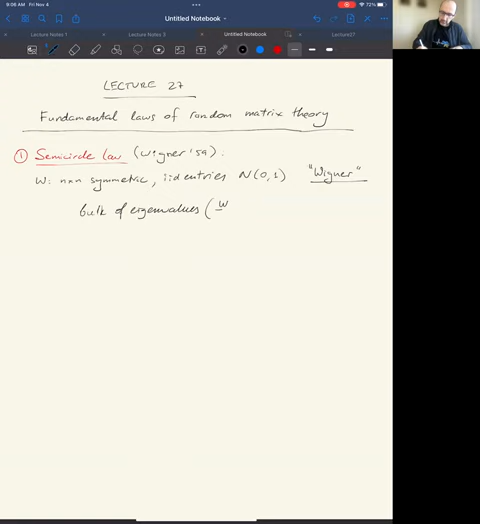 9:06 AM Fri Nov 4
72%
Untitled Notebook
Lecture Notes 1
Lecture Notes 3
Untitled Notebook
Lecture27
LECTURE 27
Fundamental laws of random matrix theory
① Semicircle law (Wigner '59):
W: n×n symmetric, iid entries N(0,1) "Wigner"
bulk of eigenvalues (W